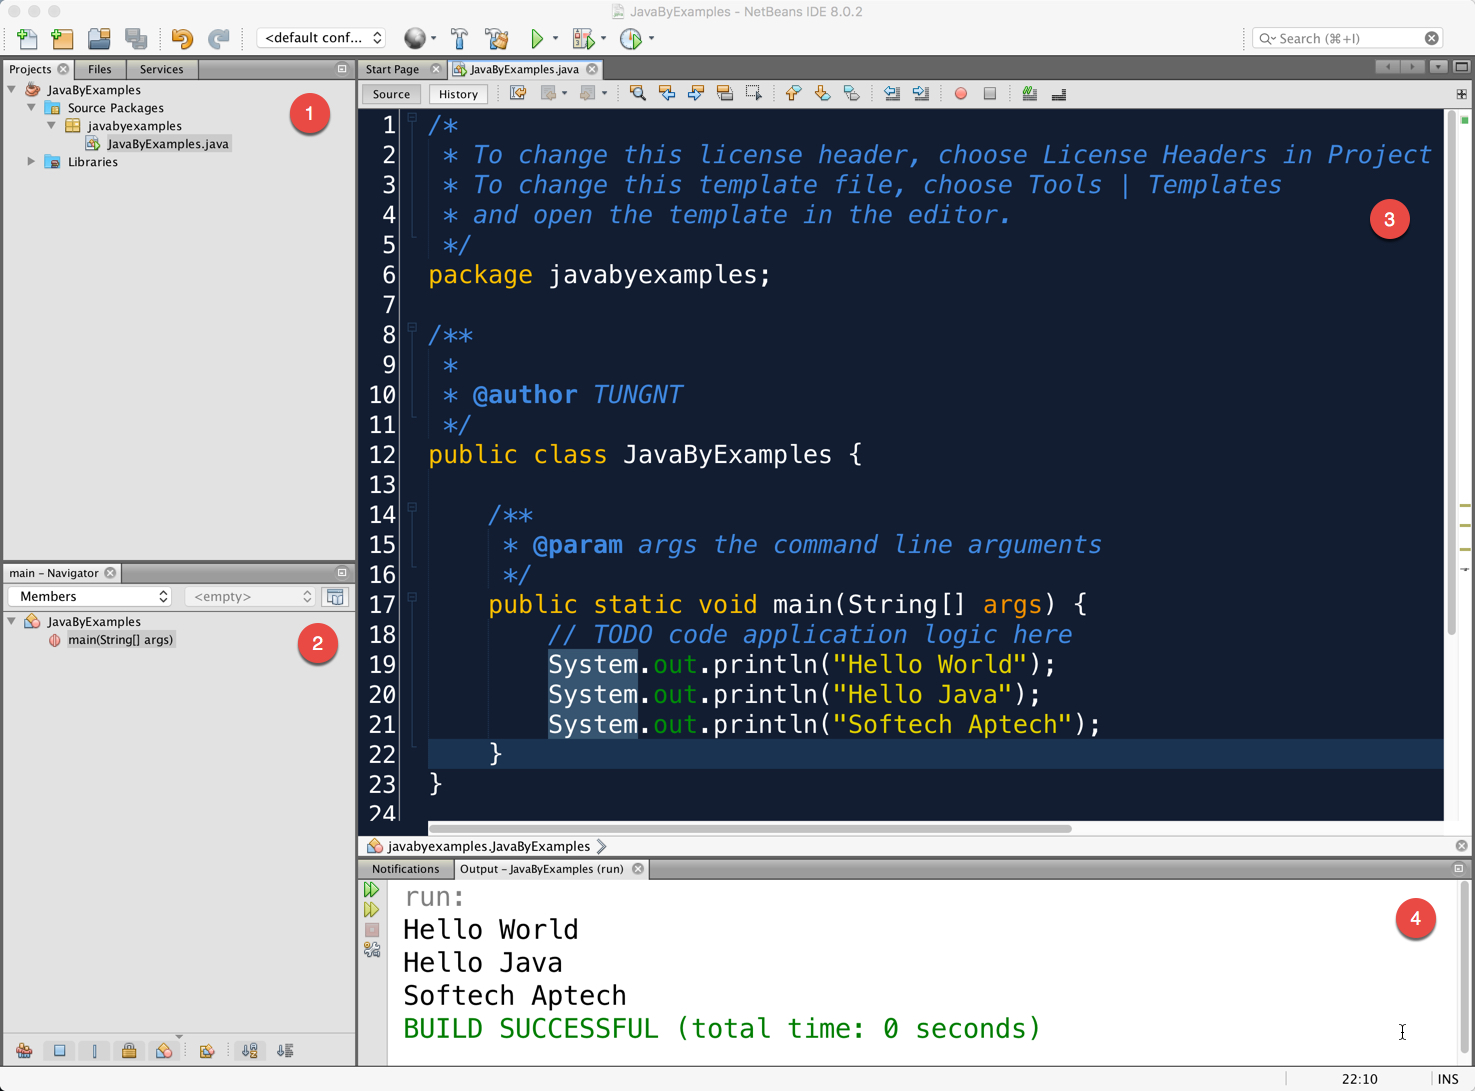 JavaByExamples - NetBeans IDE 8.0.2
<default conf...
Search (⌘+I)
Projects
Files
Services
JavaByExamples
Source Packages
javabyexamples
JavaByExamples.java
Libraries
1
main - Navigator
Members
<empty>
JavaByExamples
main(String[] args)
2
Start Page
JavaByExamples.java
Source
History
1 /*
2 * To change this license header, choose License Headers in Project
3 * To change this template file, choose Tools | Templates
4 * and open the template in the editor.
5 */
6 package javabyexamples;
7
8 /**
9 *
10 * @author TUNGNT
11 */
12 public class JavaByExamples {
13
14 /**
15 * @param args the command line arguments
16 */
17 public static void main(String[] args) {
18 // TODO code application logic here
19 System.out.println("Hello World");
20 System.out.println("Hello Java");
21 System.out.println("Softech Aptech");
22 }
23 }
24
3
javabyexamples.JavaByExamples
Notifications
Output - JavaByExamples (run)
run:
Hello World
Hello Java
Softech Aptech
BUILD SUCCESSFUL (total time: 0 seconds)
4
22:10
INS